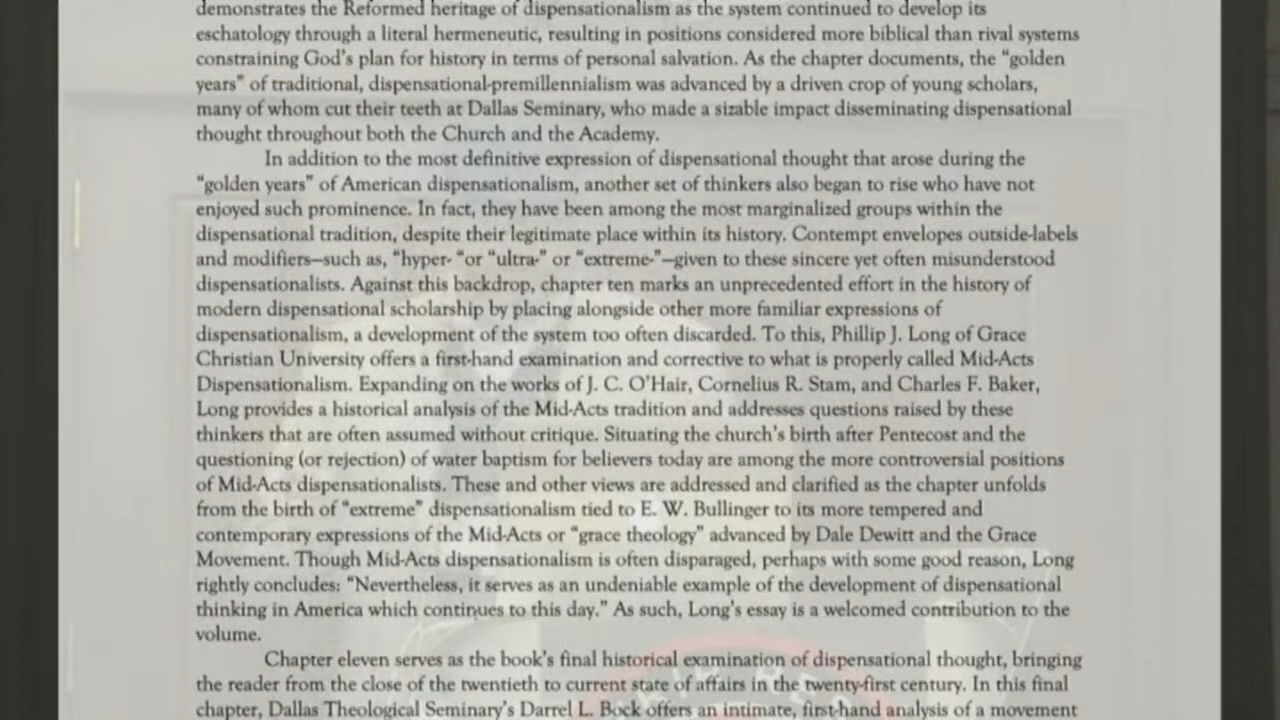 demonstrates the Reformed heritage of dispensationalism as the system continued to develop its
eschatology through a literal hermeneutic, resulting in positions considered more biblical than rival systems
constraining God's plan for history in terms of personal salvation. As the chapter documents, the "golden
years" of traditional, dispensational-premillennialism was advanced by a driven crop of young scholars,
many of whom cut their teeth at Dallas Seminary, who made a sizable impact disseminating dispensational
thought throughout both the Church and the Academy.
In addition to the most definitive expression of dispensational thought that arose during the
"golden years" of American dispensationalism, another set of thinkers also began to rise who have not
enjoyed such prominence. In fact, they have been among the most marginalized groups within the
dispensational tradition, despite their legitimate place within its history. Contempt envelopes outside-labels
and modifiers—such as, "hyper- "or "ultra-" or "extreme-"—given to these sincere yet often misunderstood
dispensationalists. Against this backdrop, chapter ten marks an unprecedented effort in the history of
modern dispensational scholarship by placing alongside other more familiar expressions of
dispensationalism, a development of the system too often discarded. To this, Phillip J. Long of Grace
Christian University offers a first-hand examination and corrective to what is properly called Mid-Acts
Dispensationalism. Expanding on the works of J. C. O'Hair, Cornelius R. Stam, and Charles F. Baker,
Long provides a historical analysis of the Mid-Acts tradition and addresses questions raised by these
thinkers that are often assumed without critique. Situating the church's birth after Pentecost and the
questioning (or rejection) of water baptism for believers today are among the more controversial positions
of Mid-Acts dispensationalists. These and other views are addressed and clarified as the chapter unfolds
from the birth of "extreme" dispensationalism tied to E. W. Bullinger to its more tempered and
contemporary expressions of the Mid-Acts or "grace theology" advanced by Dale Dewitt and the Grace
Movement. Though Mid-Acts dispensationalism is often disparaged, perhaps with some good reason, Long
rightly concludes: "Nevertheless, it serves as an undeniable example of the development of dispensational
thinking in America which continues to this day." As such, Long's essay is a welcomed contribution to the
volume.
Chapter eleven serves as the book's final historical examination of dispensational thought, bringing
the reader from the close of the twentieth to current state of affairs in the twenty-first century. In this final
chapter, Dallas Theological Seminary's Darrel L. Bock offers an intimate, first-hand analysis of a movement